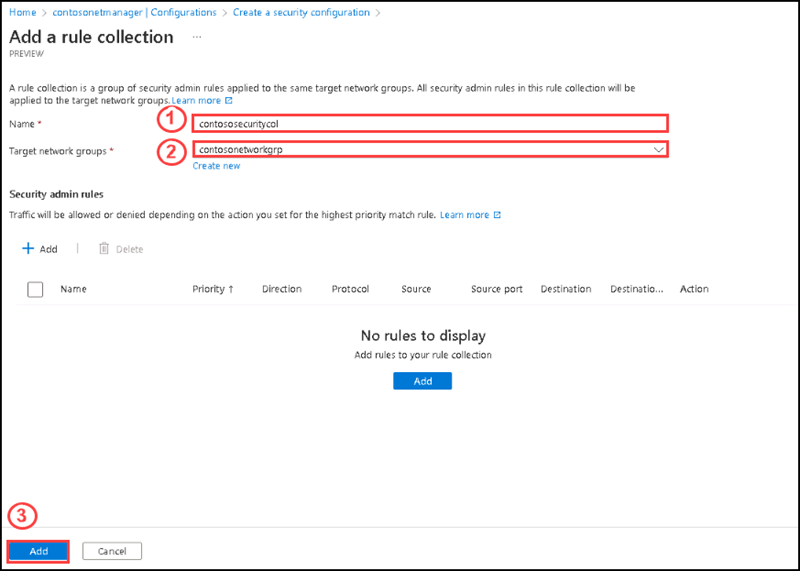 Home > contosonetmanager | Configurations > Create a security configuration >
Add a rule collection ...
PREVIEW
A rule collection is a group of security admin rules applied to the same target network groups. All security admin rules in this rule collection will be
applied to the target network groups. Learn more
Name * 1 contososecuritycol
Target network groups * 2 contosonetworkgrp
Create new
Security admin rules
Traffic will be allowed or denied depending on the action you set for the highest priority match rule. Learn more
+ Add | Delete
Name Priority ↑ Direction Protocol Source Source port Destination Destinatio... Action
No rules to display
Add rules to your rule collection
Add
3
Add Cancel